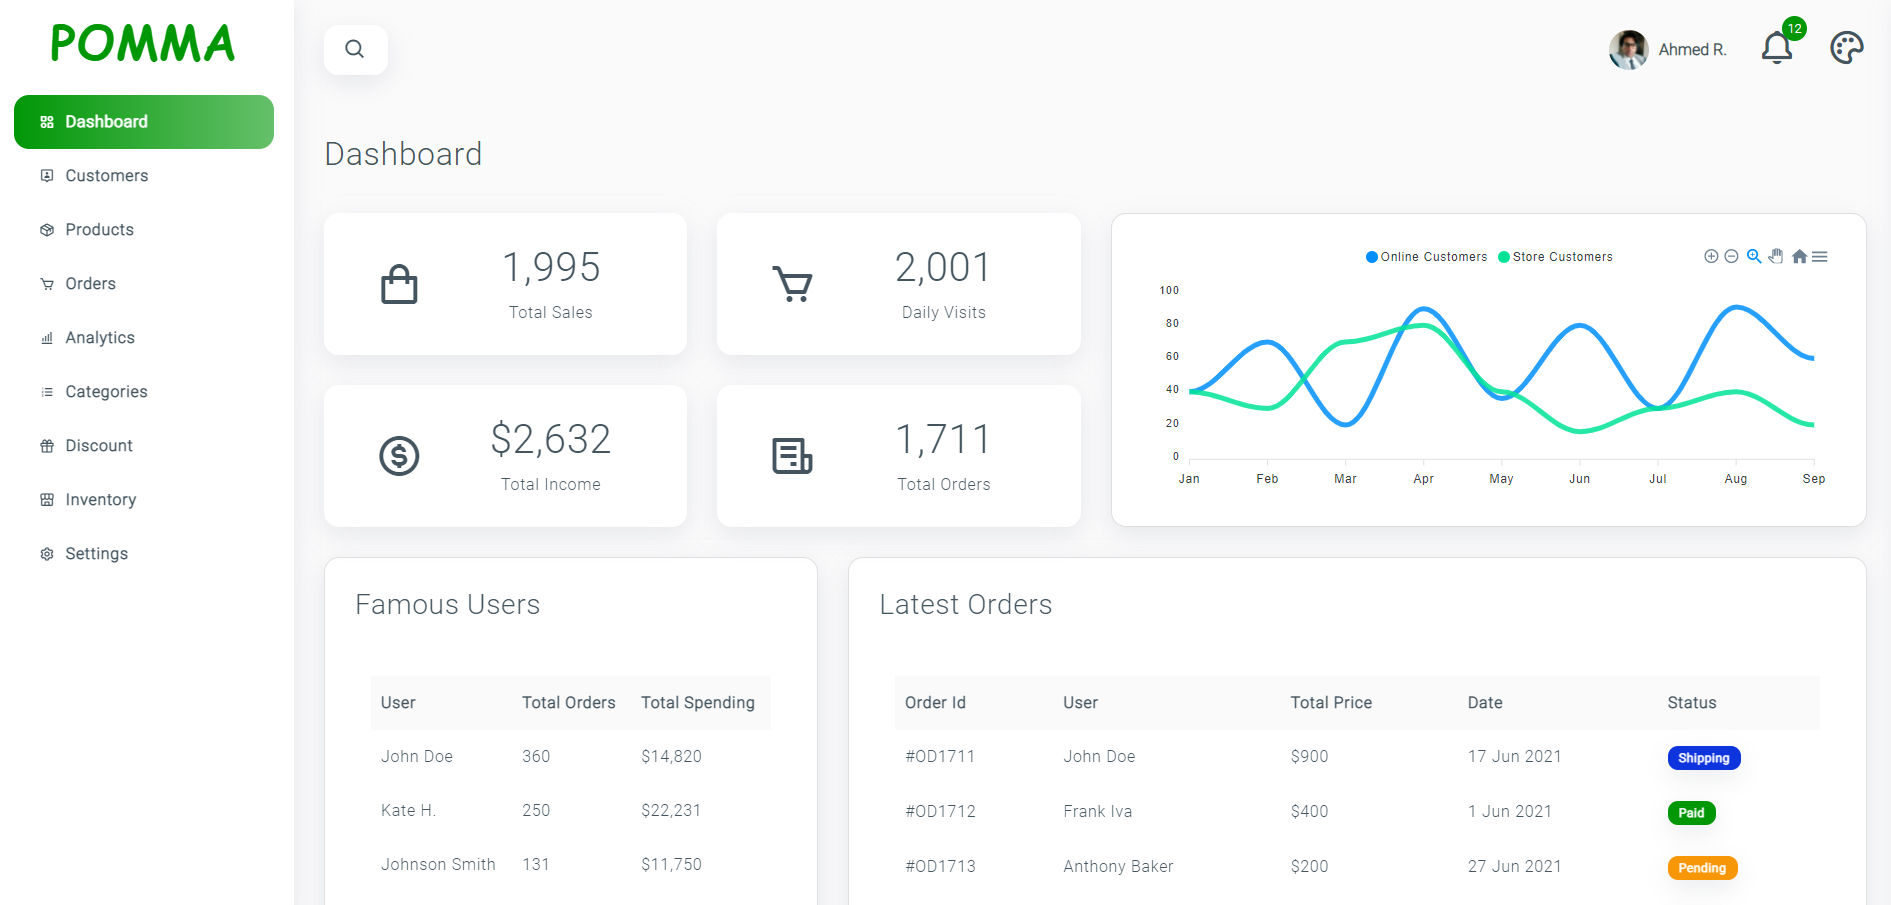 POMMA
Dashboard
Customers
Products
Orders
Analytics
Categories
Discount
Inventory
Settings
Ahmed R.
12
Dashboard
1,995
Total Sales
2,001
Daily Visits
$2,632
Total Income
1,711
Total Orders
Online Customers Store Customers
100
80
60
40
20
0
Jan Feb Mar Apr May Jun Jul Aug Sep
Famous Users
User Total Orders Total Spending
John Doe 360 $14,820
Kate H. 250 $22,231
Johnson Smith 131 $11,750
Latest Orders
Order Id User Total Price Date Status
#OD1711 John Doe $900 17 Jun 2021 Shipping
#OD1712 Frank Iva $400 1 Jun 2021 Paid
#OD1713 Anthony Baker $200 27 Jun 2021 Pending